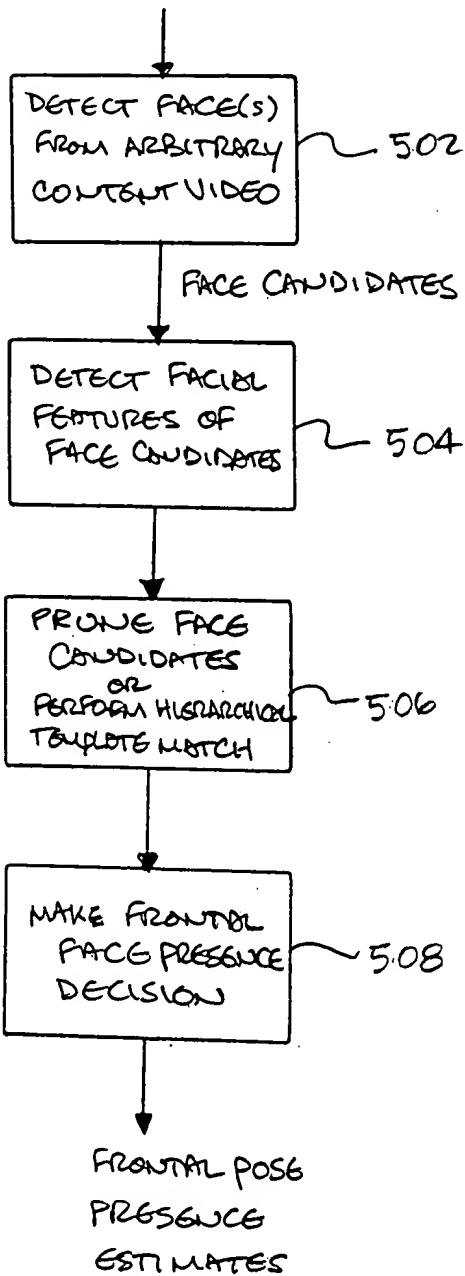 DETECT FACE(S)
FROM ARBITRARY
CONTENT VIDEO
502
FACE CANDIDATES
DETECT FACIAL
FEATURES OF
FACE CANDIDATES
504
PRUNE FACE
CANDIDATES
OR
PERFORM HIERARCHICAL
TEMPLATE MATCH
506
MAKE FRONTAL
FACE PRESENCE
DECISION
508
FRONTAL POSE
PRESENCE
ESTIMATES